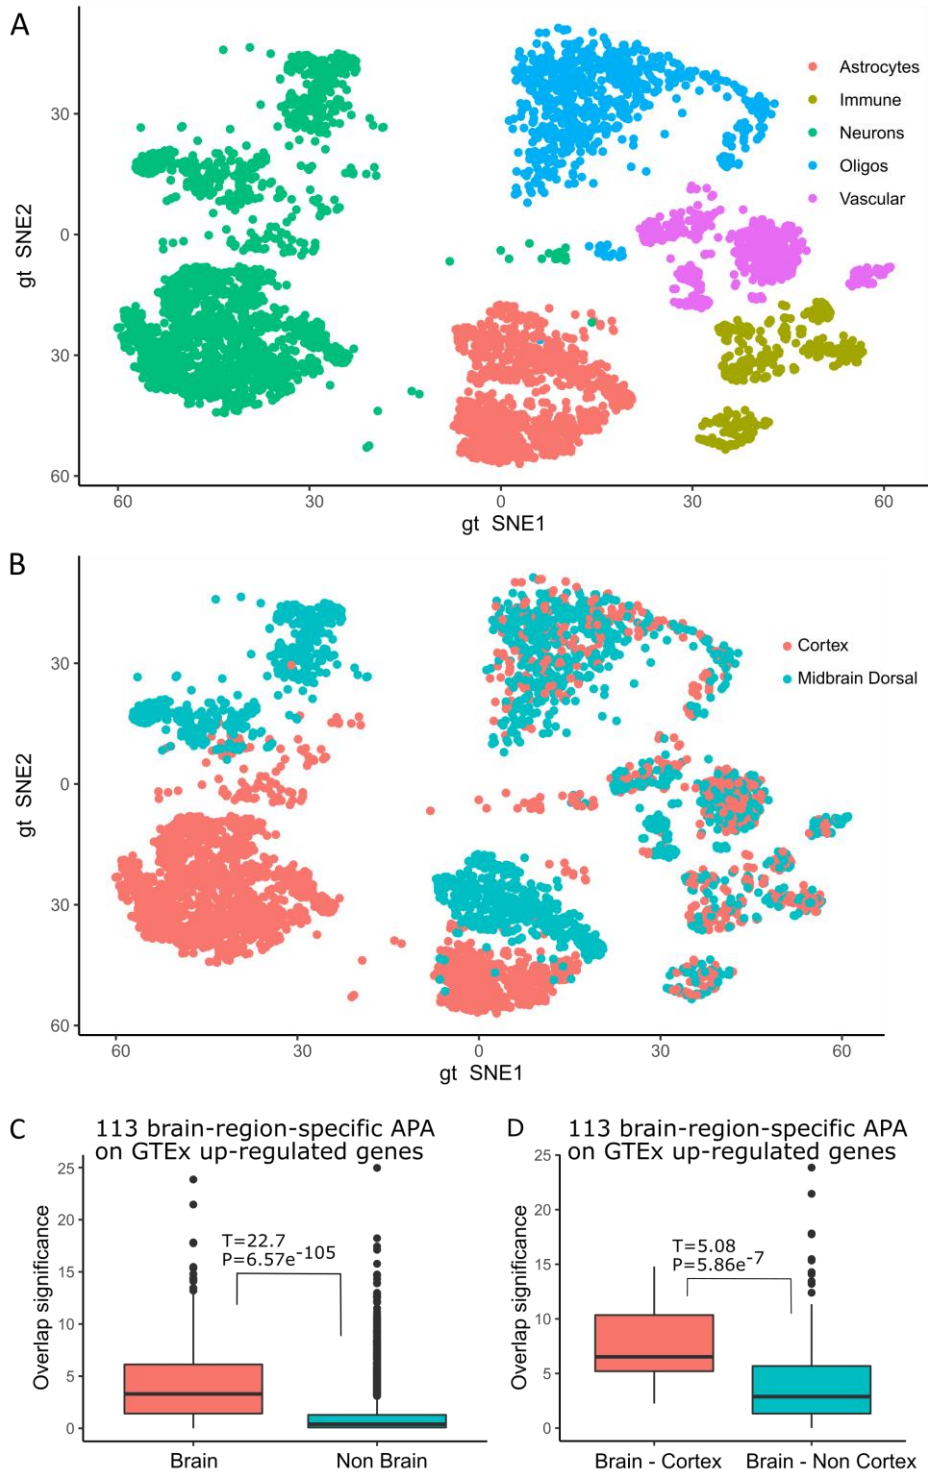 A
30
0
30
60
gt SNE2
60
30
0
30
60
gt SNE1
Astrocytes
Immune
Neurons
Oligos
Vascular
B
30
0
30
60
gt SNE2
60
30
0
30
60
gt SNE1
Cortex
Midbrain Dorsal
C
113 brain-region-specific APA
on GTEx up-regulated genes
25
20
15
10
5
0
Overlap significance
T=22.7
P=6.57e-105
Brain
Non Brain
D
113 brain-region-specific APA
on GTEx up-regulated genes
25
20
15
10
5
0
Overlap significance
T=5.08
P=5.86e-7
Brain - Cortex
Brain - Non Cortex